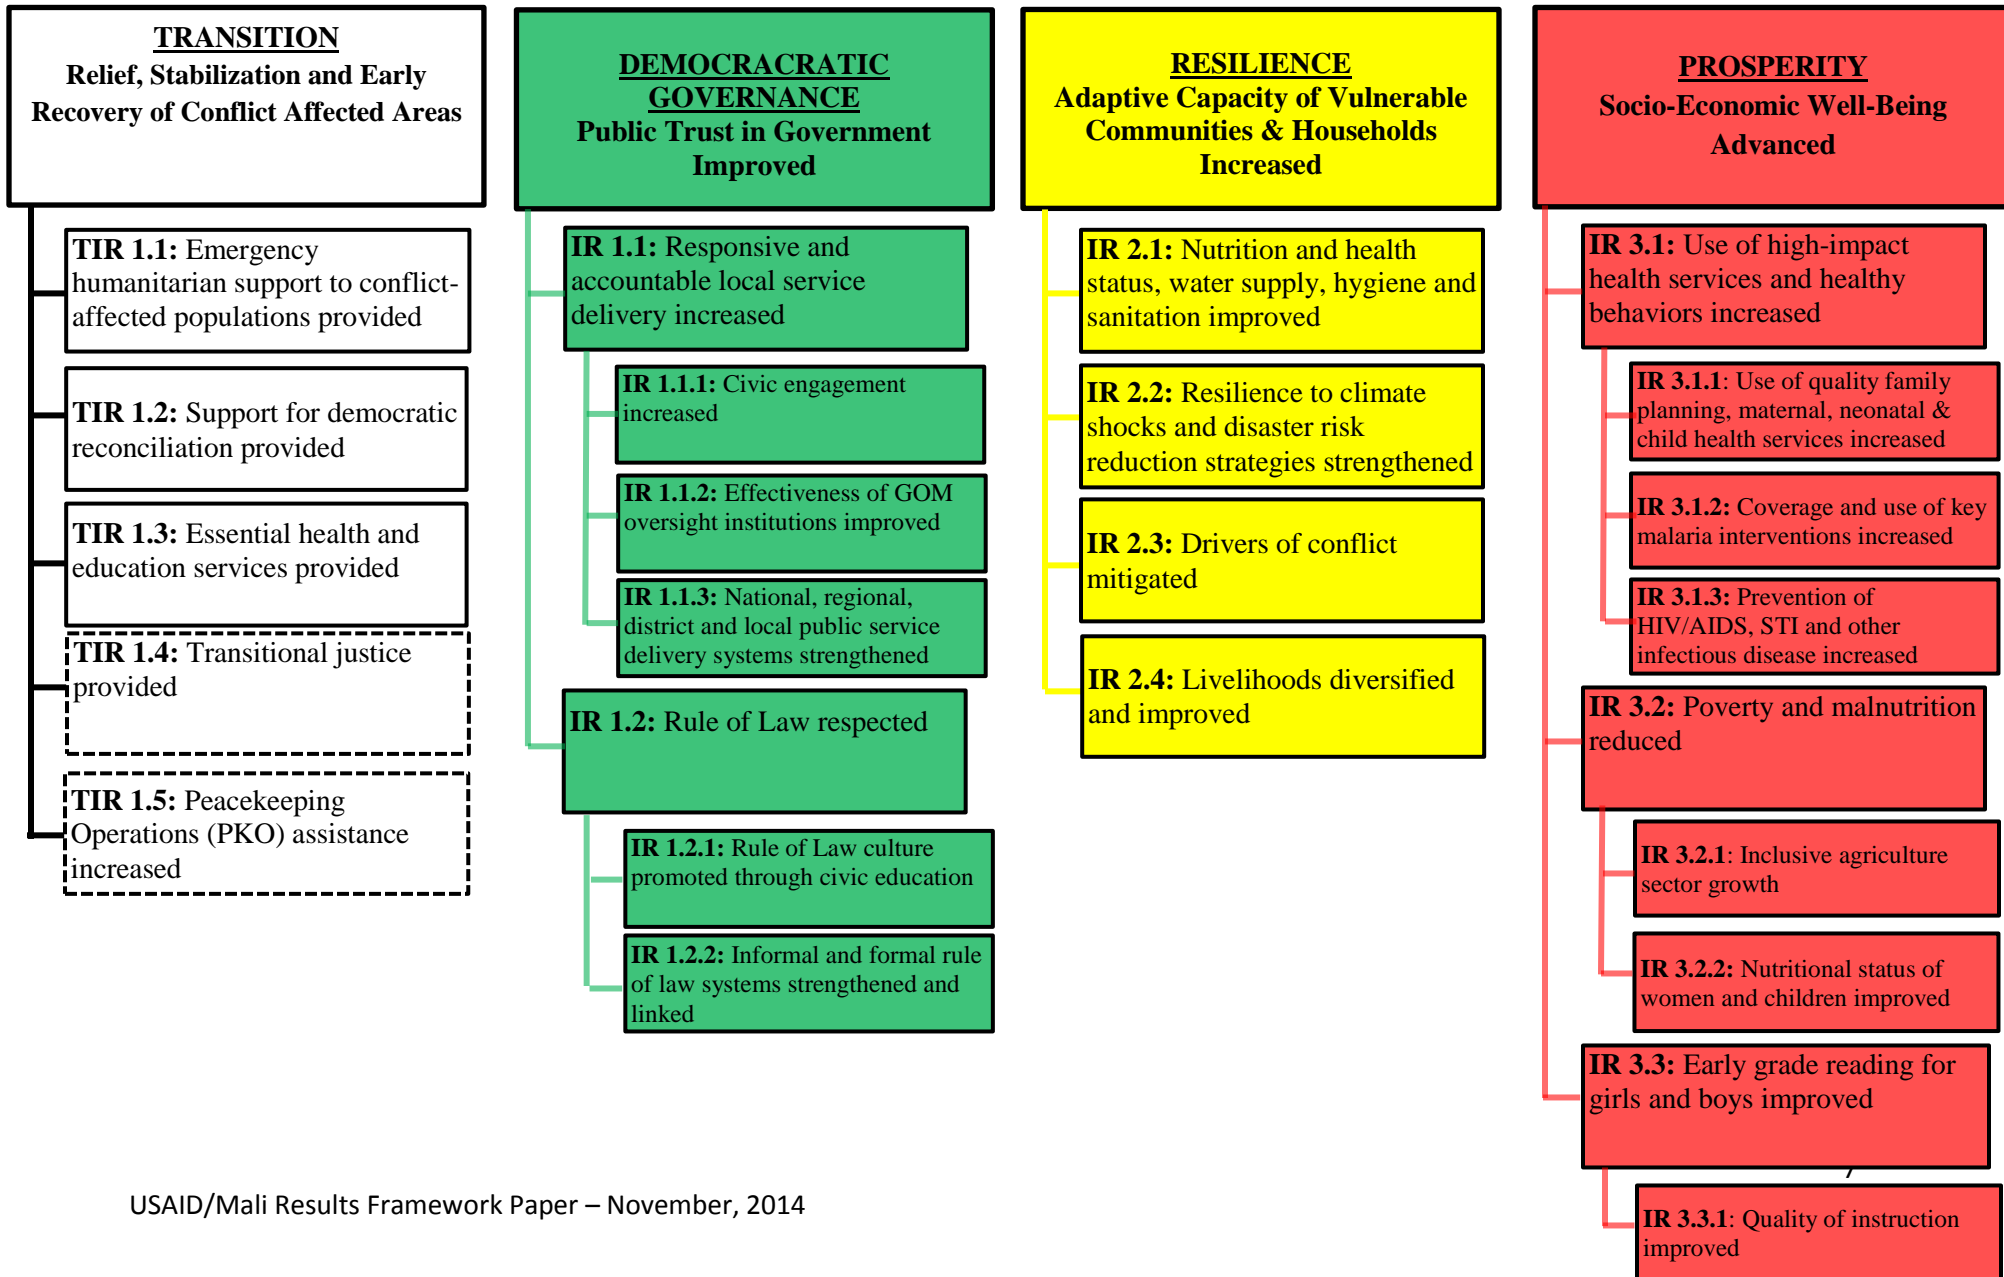 TRANSITION
Relief, Stabilization and Early
Recovery of Conflict Affected Areas
TIR 1.1: Emergency
humanitarian support to conflict-
affected populations provided
TIR 1.2: Support for democratic
reconciliation provided
TIR 1.3: Essential health and
education services provided
TIR 1.4: Transitional justice
provided
TIR 1.5: Peacekeeping
Operations (PKO) assistance
increased
DEMOCRACRATIC
GOVERNANCE
Public Trust in Government
Improved
IR 1.1: Responsive and
accountable local service
delivery increased
IR 1.1.1: Civic engagement
increased
IR 1.1.2: Effectiveness of GOM
oversight institutions improved
IR 1.1.3: National, regional,
district and local public service
delivery systems strengthened
IR 1.2: Rule of Law respected
IR 1.2.1: Rule of Law culture
promoted through civic education
IR 1.2.2: Informal and formal rule
of law systems strengthened and
linked
RESILIENCE
Adaptive Capacity of Vulnerable
Communities & Households
Increased
IR 2.1: Nutrition and health
status, water supply, hygiene and
sanitation improved
IR 2.2: Resilience to climate
shocks and disaster risk
reduction strategies strengthened
IR 2.3: Drivers of conflict
mitigated
IR 2.4: Livelihoods diversified
and improved
PROSPERITY
Socio-Economic Well-Being
Advanced
IR 3.1: Use of high-impact
health services and healthy
behaviors increased
IR 3.1.1: Use of quality family
planning, maternal, neonatal &
child health services increased
IR 3.1.2: Coverage and use of key
malaria interventions increased
IR 3.1.3: Prevention of
HIV/AIDS, STI and other
infectious disease increased
IR 3.2: Poverty and malnutrition
reduced
IR 3.2.1: Inclusive agriculture
sector growth
IR 3.2.2: Nutritional status of
women and children improved
IR 3.3: Early grade reading for
girls and boys improved
IR 3.3.1: Quality of instruction
improved
USAID/Mali Results Framework Paper – November, 2014